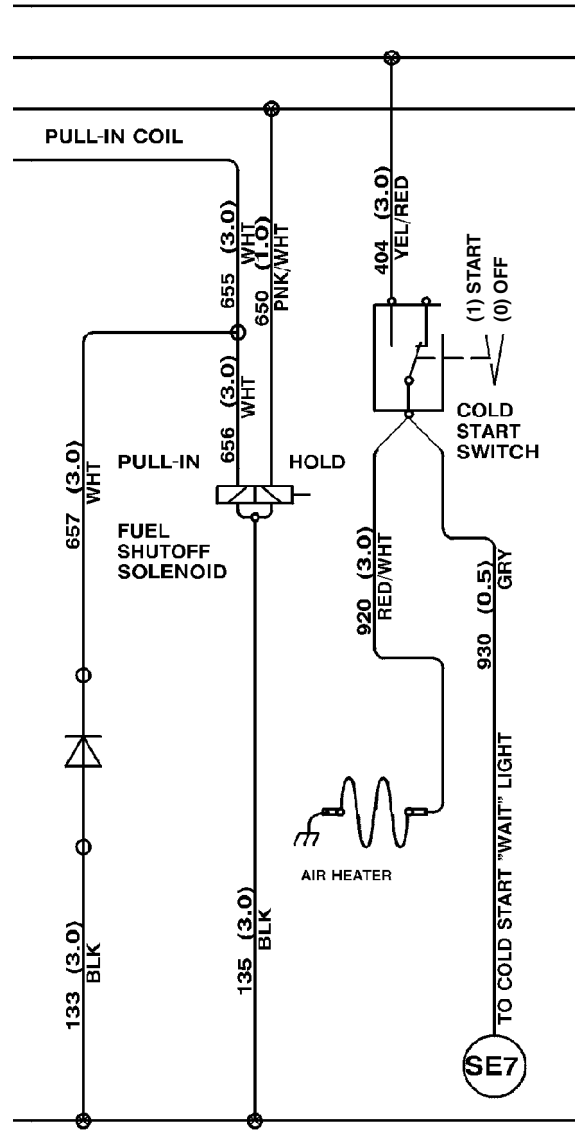 PULL-IN COIL
655 (3.0)
WHT
650 (1.0)
PNK/WHT
404 (3.0)
YEL/RED
(1) START
(0) OFF
COLD
START
SWITCH
656 (3.0)
WHT
PULL-IN
HOLD
657 (3.0)
WHT
FUEL
SHUTOFF
SOLENOID
920 (3.0)
RED/WHT
930 (0.5)
GRY
AIR HEATER
TO COLD START "WAIT" LIGHT
133 (3.0)
BLK
135 (3.0)
BLK
SE7